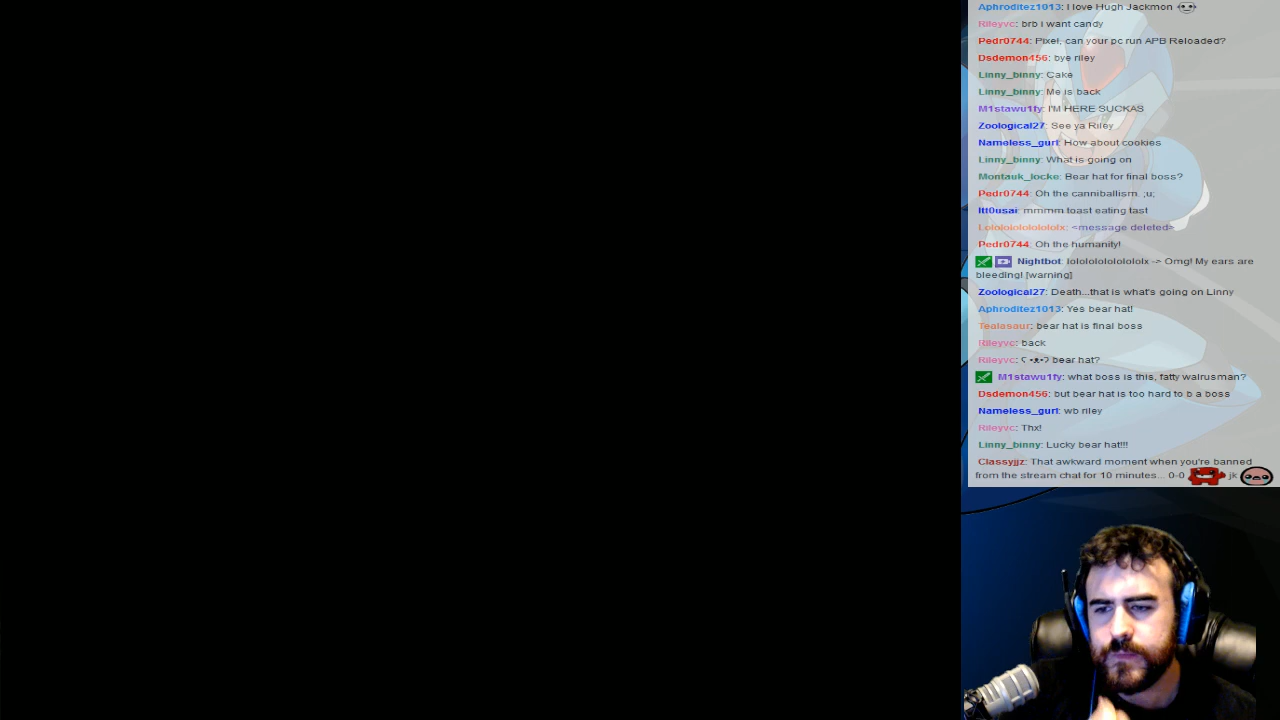 Aphroditez1013: I love Hugh Jackmon
Rileyvc: brb i want candy
Pedr0744: Pixel, can your pc run APB Reloaded?
Dsdemon456: bye riley
Linny_binny: Cake
Linny_binny: Me is back
M1stawu1fy: I'M HERE SUCKAS
Zoological27: See ya Riley
Nameless_gurl: How about cookies
Linny_binny: What is going on
Montauk_locke: Bear hat for final boss?
Pedr0744: Oh the canniballism. ;u;
Itt0usai: mmmm toast eating tast
<message deleted>
Pedr0744: Oh the humanity!
Nightbot: -> Omg! My ears are
bleeding! [warning]
Zoological27: Death...that is what's going on Linny
Aphroditez1013: Yes bear hat!
Tealasaur: bear hat is final boss
Rileyvc: back
Rileyvc: ʕ •ᴥ•ʔ bear hat?
M1stawu1fy: what boss is this, fatty walrusman?
Dsdemon456: but bear hat is too hard to b a boss
Nameless_gurl: wb riley
Rileyvc: Thx!
Linny_binny: Lucky bear hat!!!
Classyjjz: That awkward moment when you're banned
from the stream chat for 10 minutes... 0-0 jk